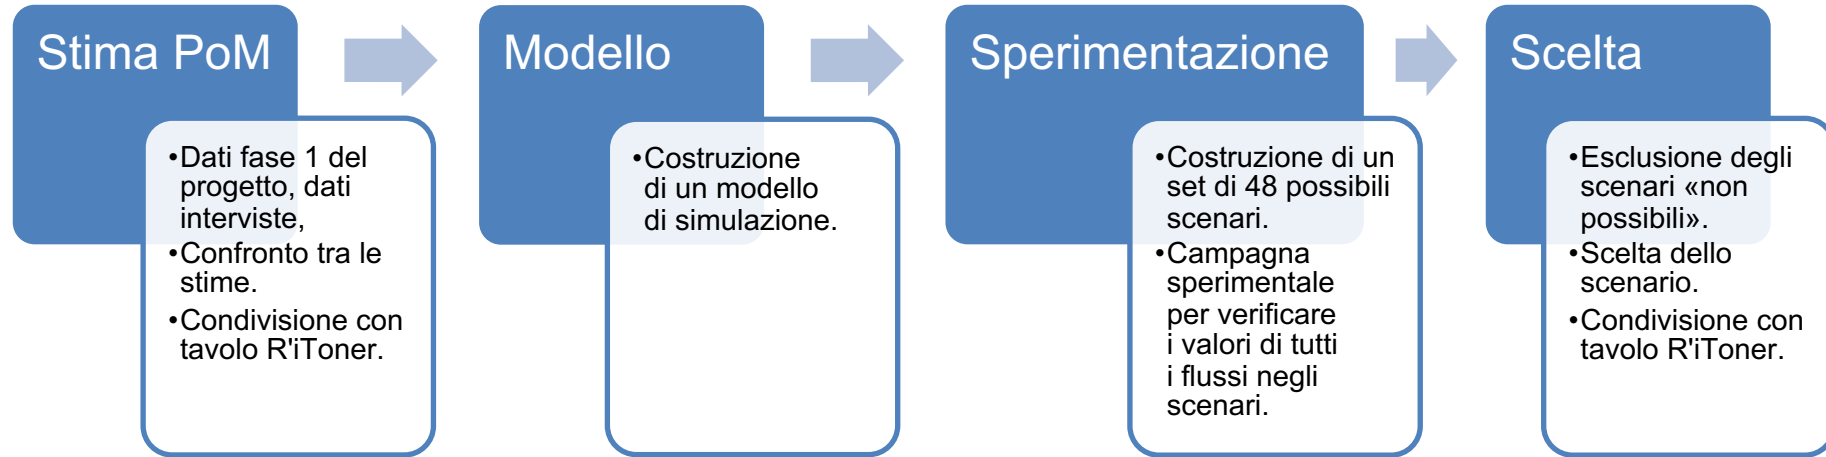 Stima PoM
•Dati fase 1 del
progetto, dati
interviste,
•Confronto tra le
stime.
•Condivisione con
tavolo R'iToner.
Modello
•Costruzione
di un modello
di simulazione.
Sperimentazione
•Costruzione di un
set di 48 possibili
scenari.
•Campagna
sperimentale
per verificare
i valori di tutti
i flussi negli
scenari.
Scelta
•Esclusione degli
scenari «non
possibili».
•Scelta dello
scenario.
•Condivisione con
tavolo R'iToner.